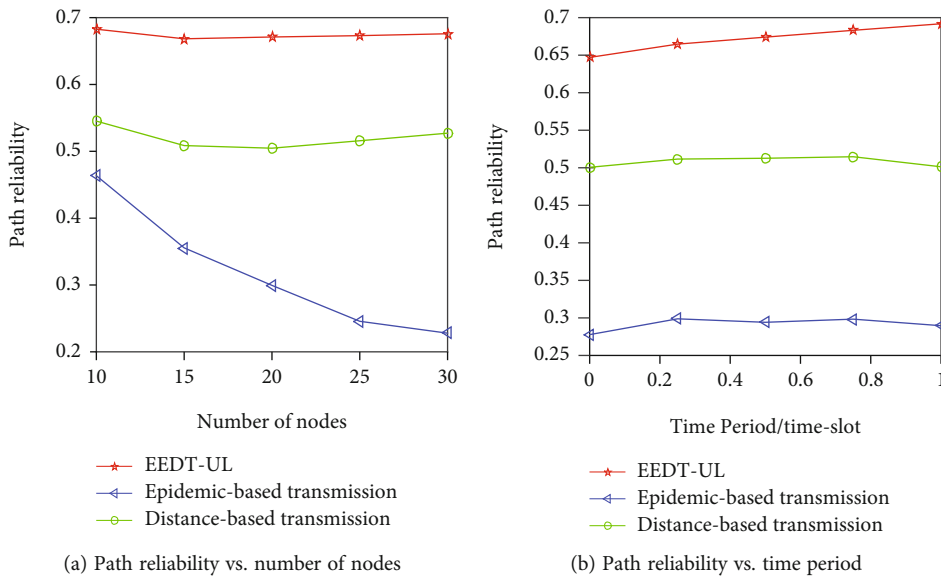 0.7
0.6
0.5
0.4
0.3
0.2
Path reliability
10
15
20
25
30
Number of nodes
EEDT-UL
Epidemic-based transmission
Distance-based transmission
(a) Path reliability vs. number of nodes
0.7
0.65
0.6
0.55
0.5
0.45
0.4
0.35
0.3
0.25
Path reliability
0
0.2
0.4
0.6
0.8
1
Time Period/time-slot
EEDT-UL
Epidemic-based transmission
Distance-based transmission
(b) Path reliability vs. time period